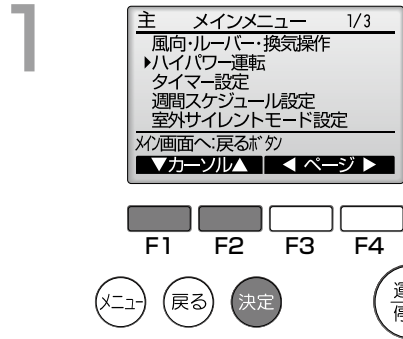 1
主 メインメニュー 1/3
風向・ルーバー・換気操作
▶ハイパワー運転
タイマー設定
週間スケジュール設定
室外サイレントモード設定
メイン画面へ:戻るボタン
▼カーソル▲ ◀ ページ ▶
F1 F2 F3 F4
メニュー 戻る 決定